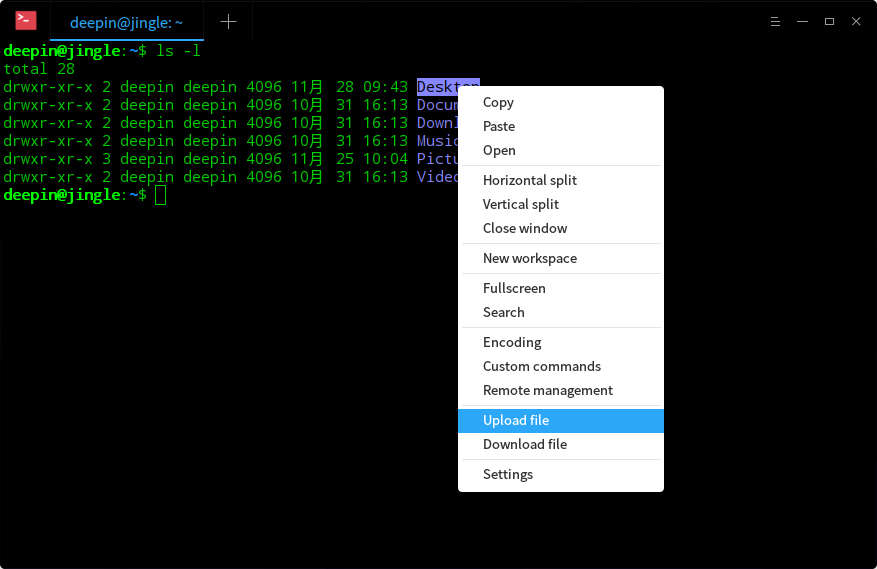 deepin@jingle: ~
deepin@jingle:~$ ls -l
total 28
drwxr-xr-x 2 deepin deepin 4096 11月 28 09:43 Desktop
drwxr-xr-x 2 deepin deepin 4096 10月 31 16:13 Docum
drwxr-xr-x 2 deepin deepin 4096 10月 31 16:13 Downl
drwxr-xr-x 2 deepin deepin 4096 10月 31 16:13 Music
drwxr-xr-x 3 deepin deepin 4096 11月 25 10:04 Pictu
drwxr-xr-x 2 deepin deepin 4096 10月 31 16:13 Video
deepin@jingle:~$
Copy
Paste
Open
Horizontal split
Vertical split
Close window
New workspace
Fullscreen
Search
Encoding
Custom commands
Remote management
Upload file
Download file
Settings